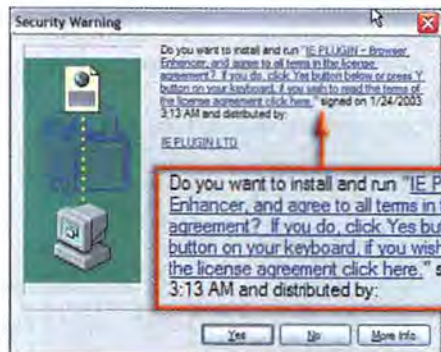 Security Warning
Do you want to install and run "IE PLUGIN - Browser
Enhancer, and agree to all terms in the license
agreement? If you do, click Yes button below or press Y
button on your keyboard, if you wish to read the terms of
the license agreement click here." signed on 1/24/2003
3:13 AM and distributed by:
IE PLUGIN LTD
Do you want to install and run "IE P
Enhancer, and agree to all terms in t
agreement? If you do, click Yes but
button on your keyboard, if you wish
the license agreement click here." s
3:13 AM and distributed by:
Yes No More Info